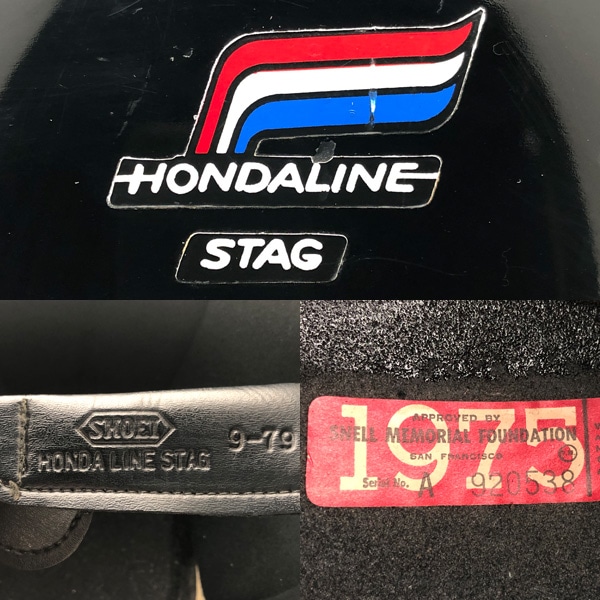 HONDALINE
STAG
SHOEI
HONDA LINE STAG
9-79
1975
APPROVED BY
SNELL MEMORIAL FOUNDATION
SAN FRANCISCO
Serial No. A 920538